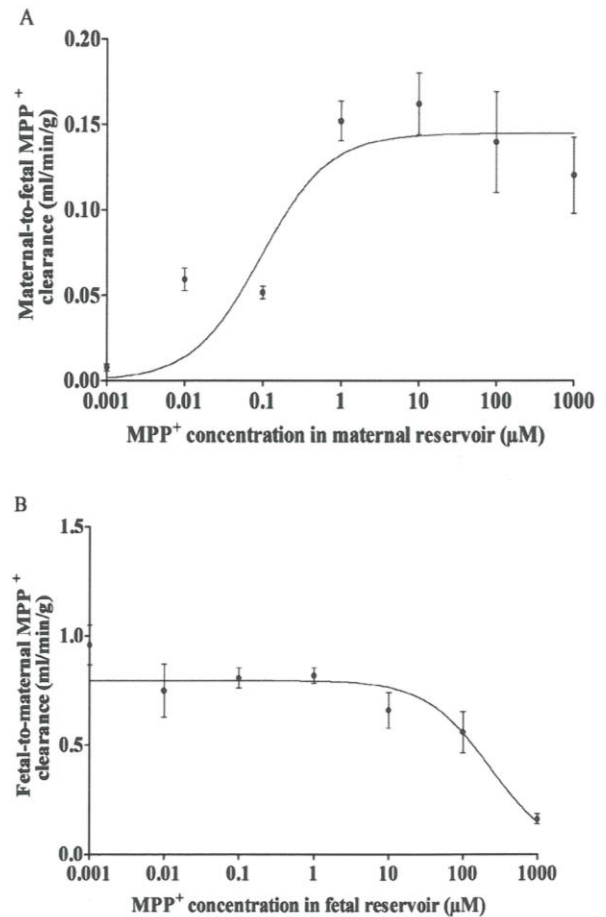 A
Maternal-to-fetal MPP+
clearance (ml/min/g)
0.20
0.15
0.10
0.05
0.00
0.001 0.01 0.1 1 10 100 1000
MPP+ concentration in maternal reservoir (µM)
B
Fetal-to-maternal MPP+
clearance (ml/min/g)
1.5
1.0
0.5
0.0
0.001 0.01 0.1 1 10 100 1000
MPP+ concentration in fetal reservoir (µM)